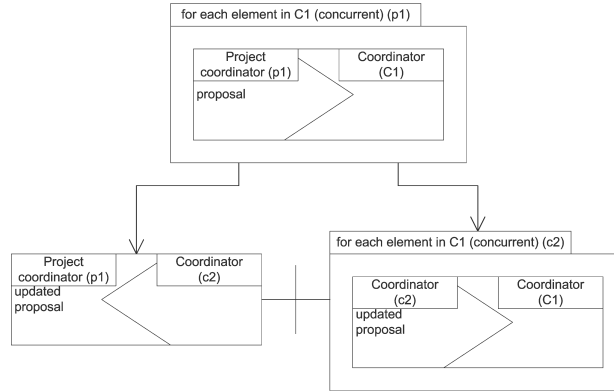 for each element in C1 (concurrent) (p1)
Project
coordinator (p1)
Coordinator
(C1)
proposal
Project
coordinator (p1)
Coordinator
(c2)
updated
proposal
for each element in C1 (concurrent) (c2)
Coordinator
(c2)
Coordinator
(C1)
updated
proposal